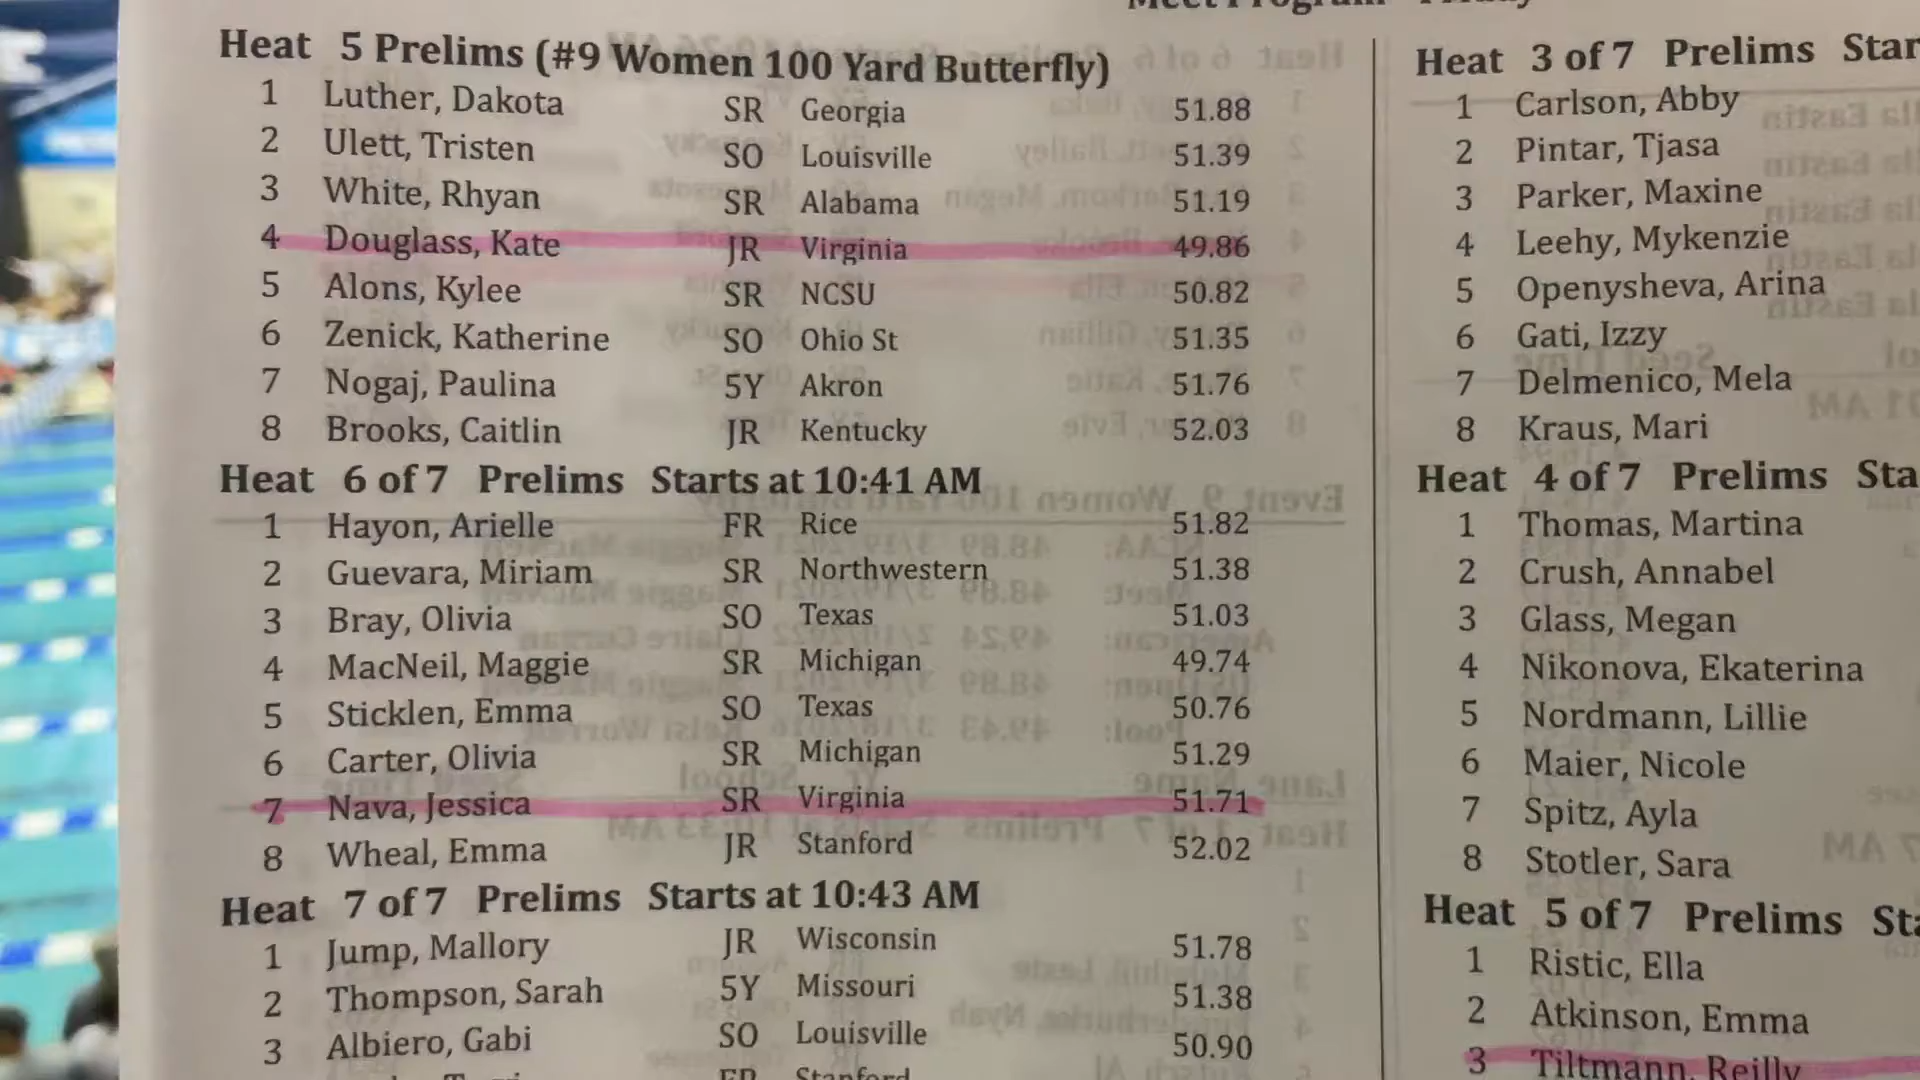 Meet Program
Heat 5 Prelims (#9 Women 100 Yard Butterfly)
1 Luther, Dakota SR Georgia 51.88
2 Ulett, Tristen SO Louisville 51.39
3 White, Rhyan SR Alabama 51.19
4 Douglass, Kate JR Virginia 49.86
5 Alons, Kylee SR NCSU 50.82
6 Zenick, Katherine SO Ohio St 51.35
7 Nogaj, Paulina 5Y Akron 51.76
8 Brooks, Caitlin JR Kentucky 52.03
Heat 6 of 7 Prelims Starts at 10:41 AM
1 Hayon, Arielle FR Rice 51.82
2 Guevara, Miriam SR Northwestern 51.38
3 Bray, Olivia SO Texas 51.03
4 MacNeil, Maggie SR Michigan 49.74
5 Sticklen, Emma SO Texas 50.76
6 Carter, Olivia SR Michigan 51.29
7 Nava, Jessica SR Virginia 51.71
8 Wheal, Emma JR Stanford 52.02
Heat 7 of 7 Prelims Starts at 10:43 AM
1 Jump, Mallory JR Wisconsin 51.78
2 Thompson, Sarah 5Y Missouri 51.38
3 Albiero, Gabi SO Louisville 50.90
FR Stanford
Heat 3 of 7 Prelims Star
1 Carlson, Abby
2 Pintar, Tjasa
3 Parker, Maxine
4 Leehy, Mykenzie
5 Openysheva, Arina
6 Gati, Izzy
7 Delmenico, Mela
8 Kraus, Mari
Heat 4 of 7 Prelims Sta
1 Thomas, Martina
2 Crush, Annabel
3 Glass, Megan
4 Nikonova, Ekaterina
5 Nordmann, Lillie
6 Maier, Nicole
7 Spitz, Ayla
8 Stotler, Sara
Heat 5 of 7 Prelims Sta
1 Ristic, Ella
2 Atkinson, Emma
3 Tiltmann, Reilly